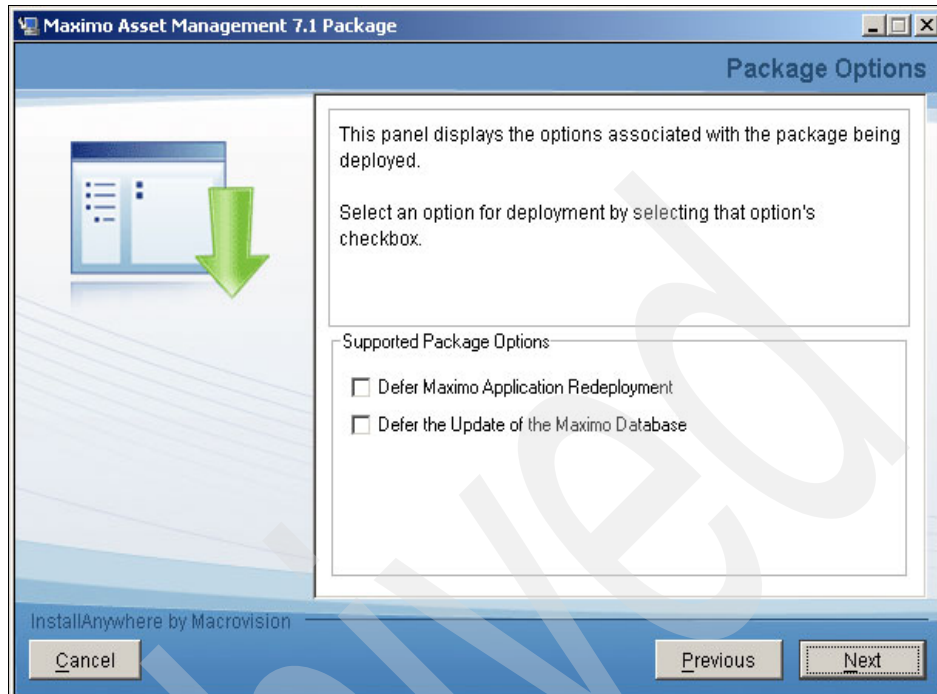 Maximo Asset Management 7.1 Package
Package Options
This panel displays the options associated with the package being
deployed.
Select an option for deployment by selecting that option's
checkbox.
Supported Package Options
Defer Maximo Application Redeployment
Defer the Update of the Maximo Database
InstallAnywhere by Macrovision
Cancel
Previous
Next